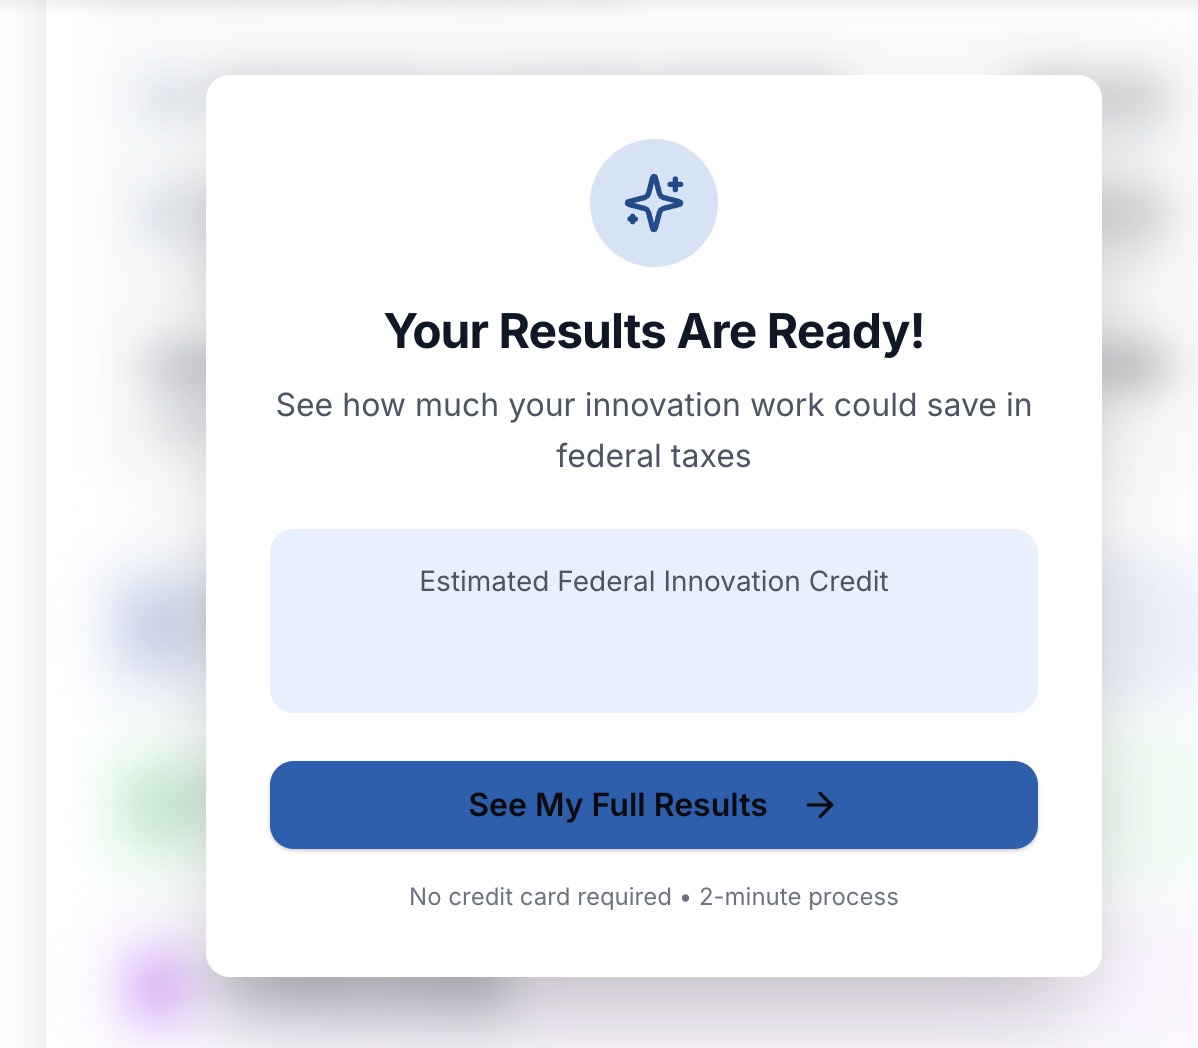 Your Results Are Ready!
See how much your innovation work could save in
federal taxes
Estimated Federal Innovation Credit
See My Full Results →
No credit card required • 2-minute process